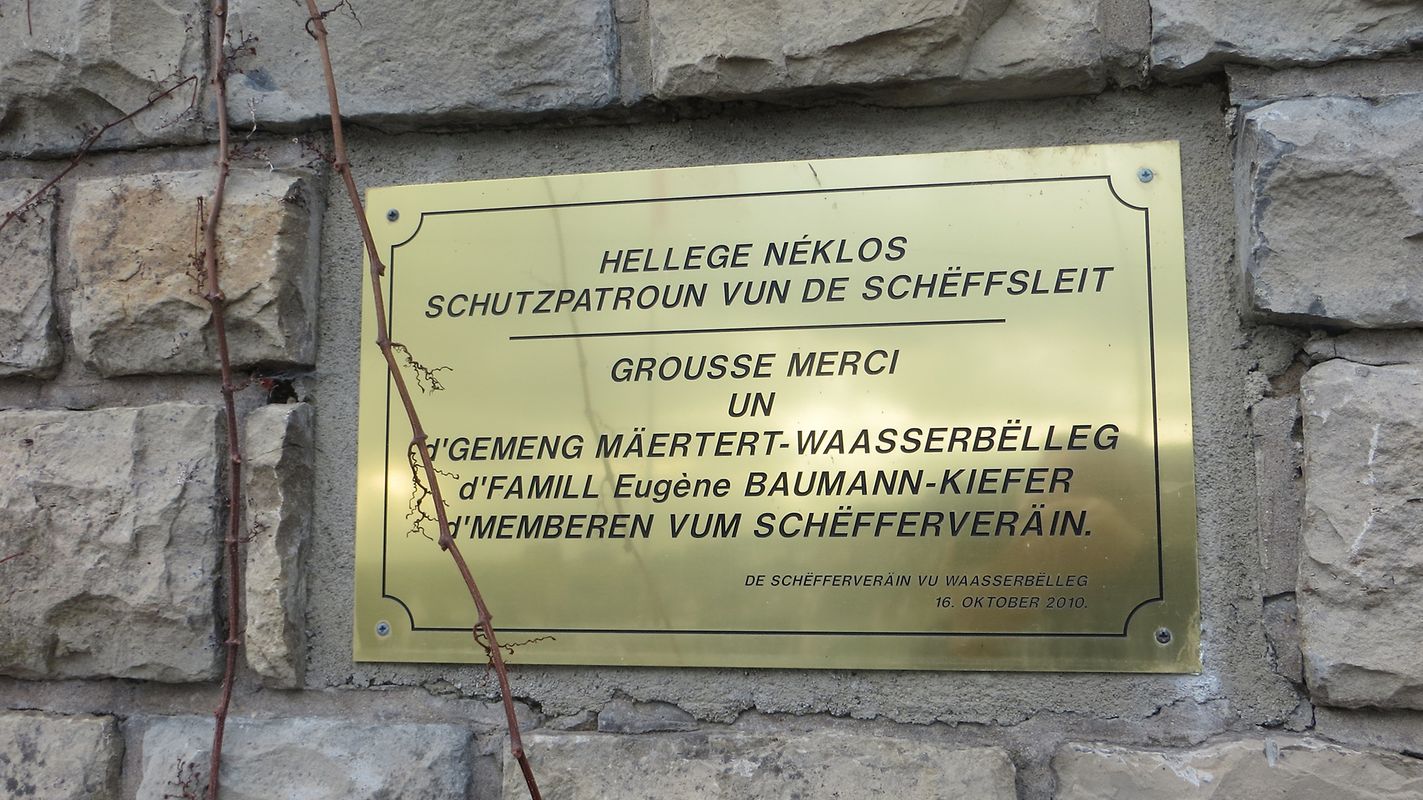 HELLEGE NÉKLOS
SCHUTZPATROUN VUN DE SCHËFFSLEIT
GROUSSE MERCI
UN
d'GEMENG MÄERTERT-WAASSERBËLLEG
d'FAMILL Eugène BAUMANN-KIEFER
d'MEMBEREN VUM SCHËFFERVERÄIN.
DE SCHËFFERVERÄIN VU WAASSERBËLLEG
16. OKTOBER 2010.